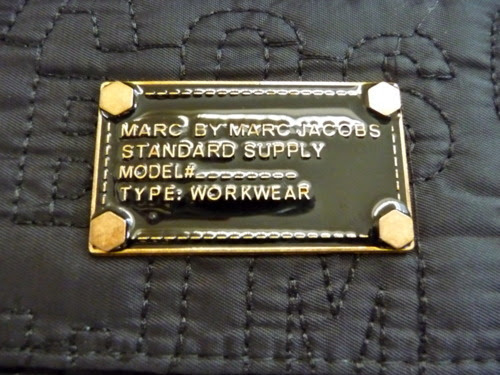 MARC BY MARC JACOBS
STANDARD SUPPLY
MODEL#.........
TYPE: WORKWEAR